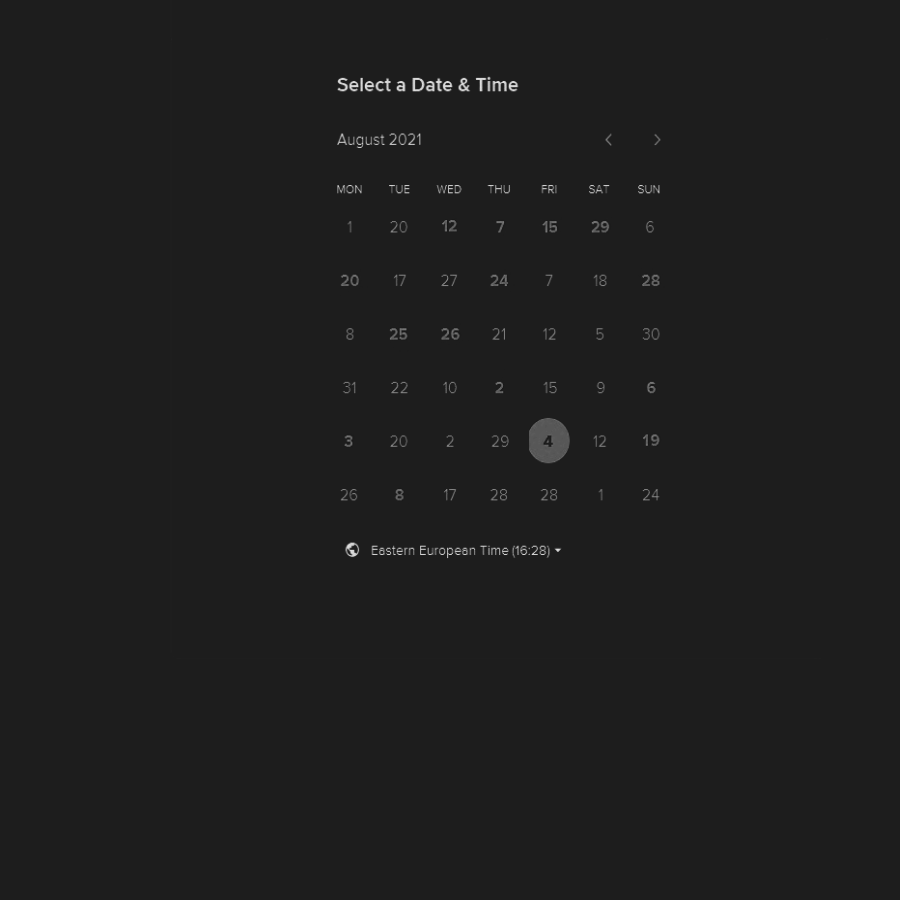 Select a Date & Time
August 2021
MON TUE WED THU FRI SAT SUN
1 20 12 7 15 29 6
20 17 27 24 7 18 28
8 25 26 21 12 5 30
31 22 10 2 15 9 6
3 20 2 29 4 12 19
26 8 17 28 28 1 24
Eastern European Time (16:28)